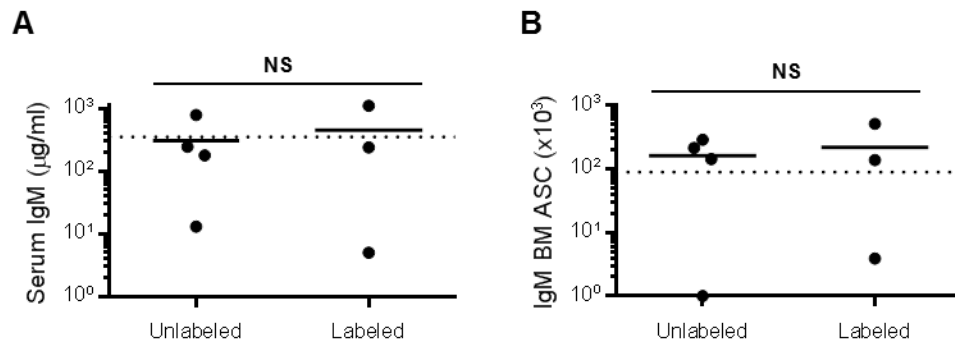 A
NS
Serum IgM (µg/ml)
10³
10²
10¹
10⁰
Unlabeled Labeled
B
NS
IgM BM ASC (x10³)
10³
10²
10¹
10⁰
Unlabeled Labeled